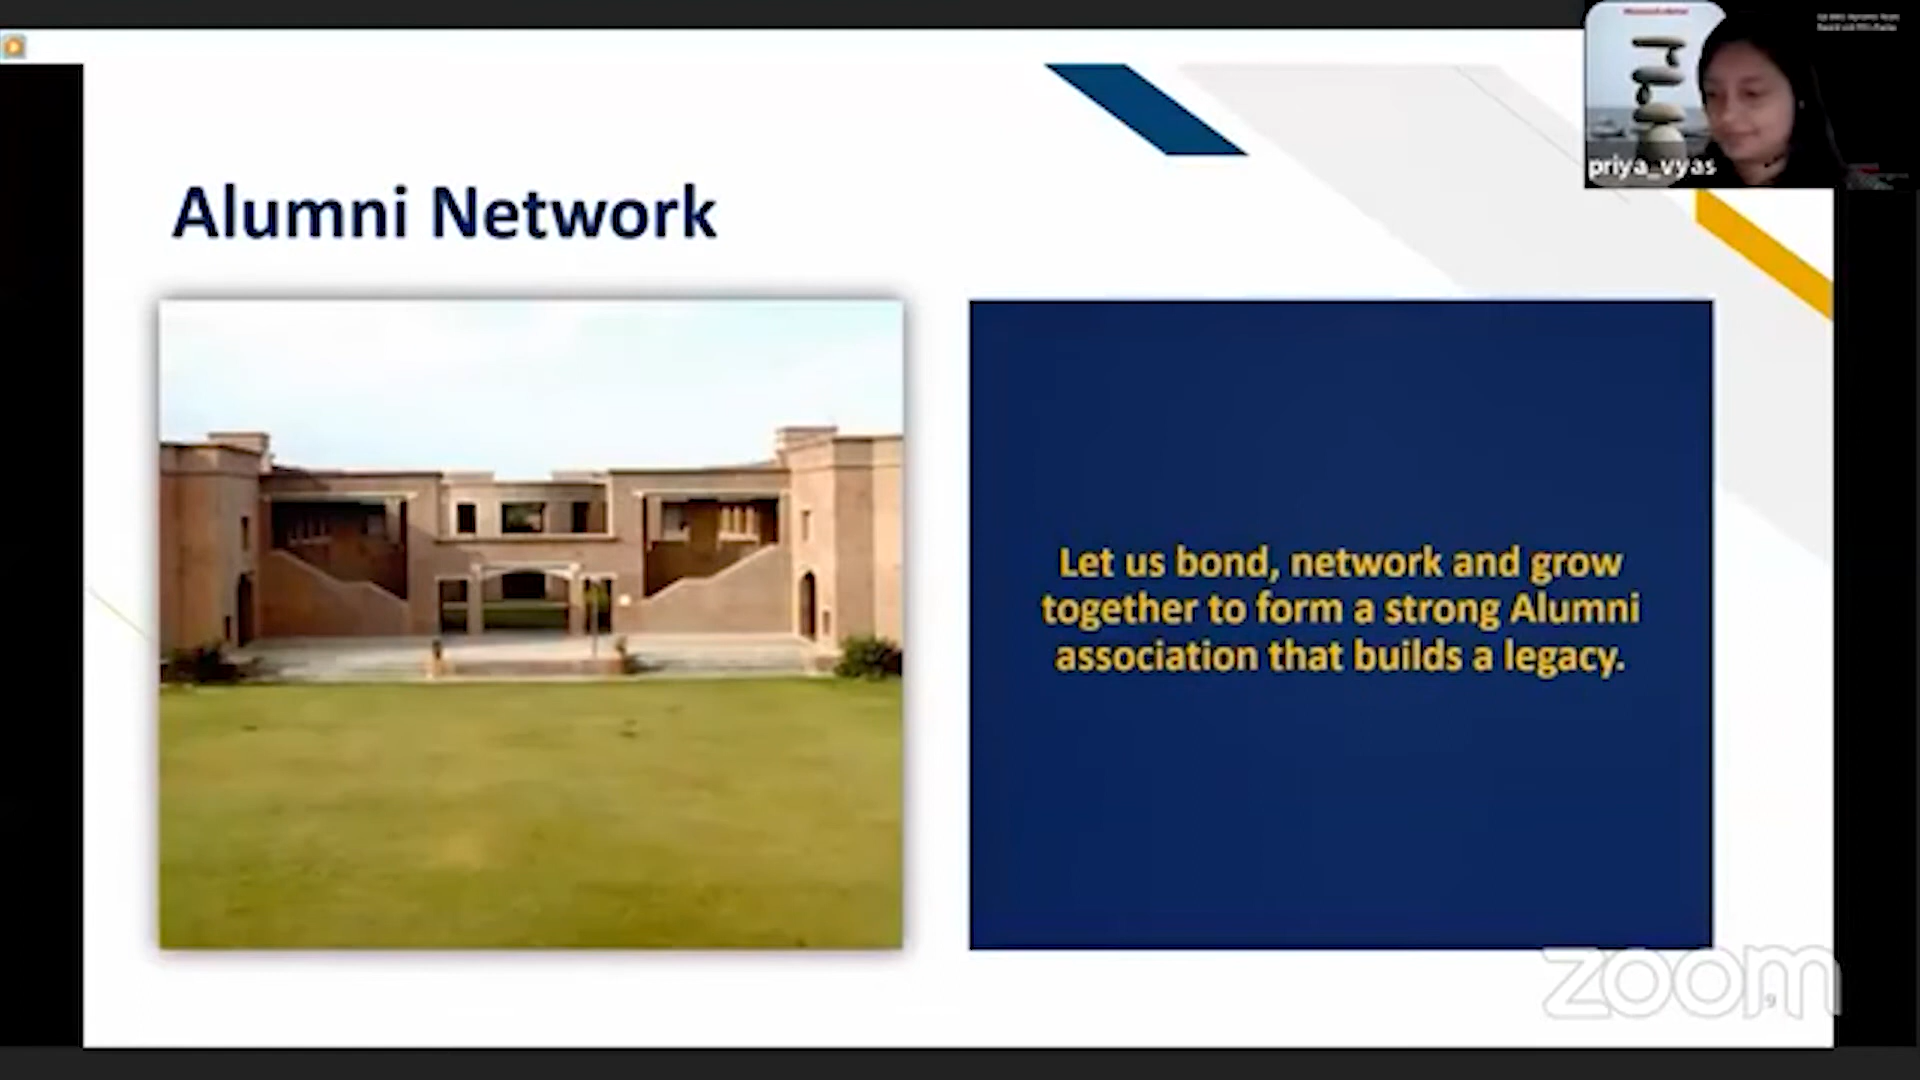 priya_vyas
Alumni Network
Let us bond, network and grow
together to form a strong Alumni
association that builds a legacy.
zoom
9